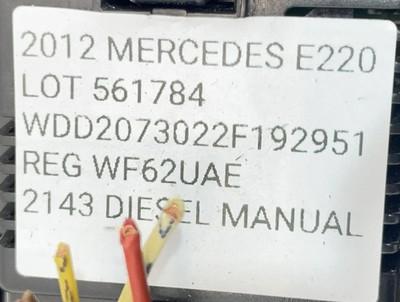 2012 MERCEDES E220
LOT 561784
WDD2073022F192951
REG WF62UAE
2143 DIESEL MANUAL